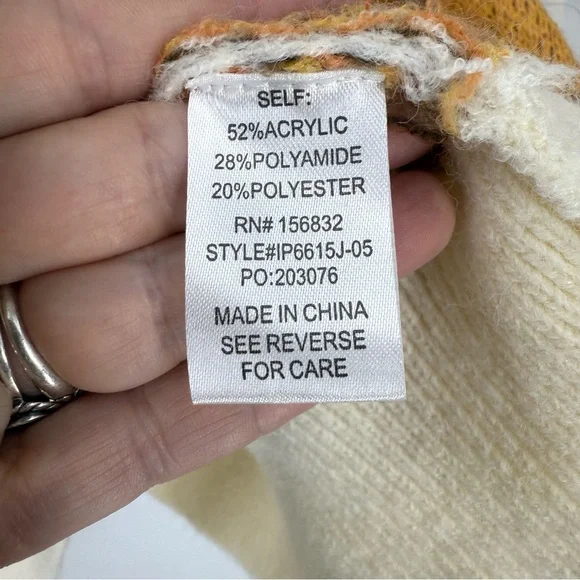 SELF:
52%ACRYLIC
28%POLYAMIDE
20%POLYESTER
RN# 156832
STYLE#IP6615J-05
PO:203076
MADE IN CHINA
SEE REVERSE
FOR CARE